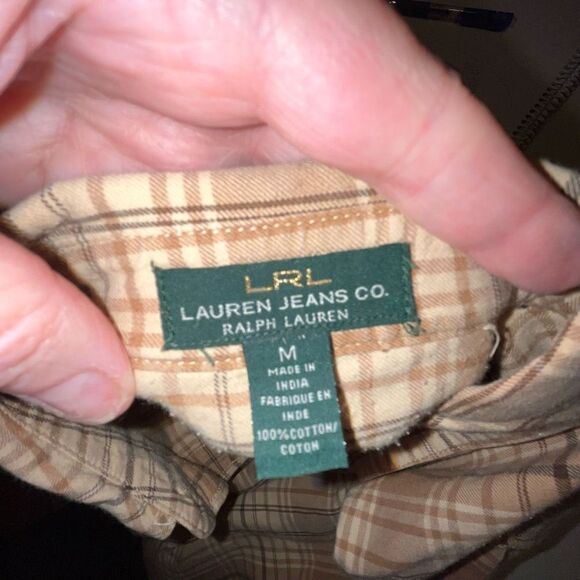 LRL
LAUREN JEANS CO.
RALPH LAUREN
M
MADE IN
INDIA
FABRIQUE EN
INDE
100%COTTON/
COTON